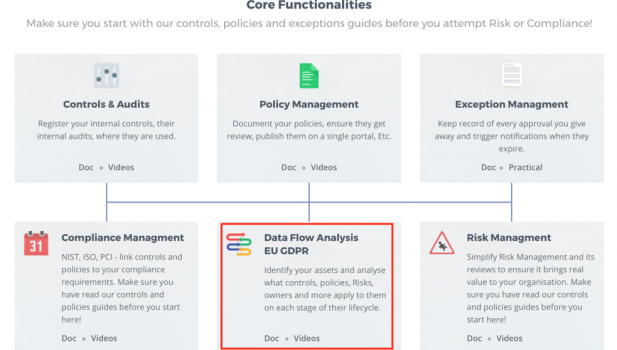 Core Functionalities
Make sure you start with our controls, policies and exceptions guides before you attempt Risk or Compliance!
Controls & Audits
Register your internal controls, their
internal audits, where they are used.
Doc • Videos
Policy Management
Document your policies, ensure they get
review, publish them on a single portal, Etc.
Doc • Videos
Exception Managment
Keep record of every approval you give
away and trigger notifications when they
expire.
Doc • Practical
31
Compliance Managment
NIST, ISO, PCI - link controls and
policies to your compliance
requirements. Make sure you
have read our controls and
policies guides before you start
here!
Doc • Videos
Data Flow Analysis
EU GDPR
Identify your assets and analyse
what controls, policies, Risks,
owners and more apply to them
on each stage of their lifecycle.
Doc • Videos
Risk Managment
Simplify Risk Management and its
reviews to ensure it brings real
value to your organisation. Make
sure you have read our controls
and policies guides before you
start here!
Doc • Videos